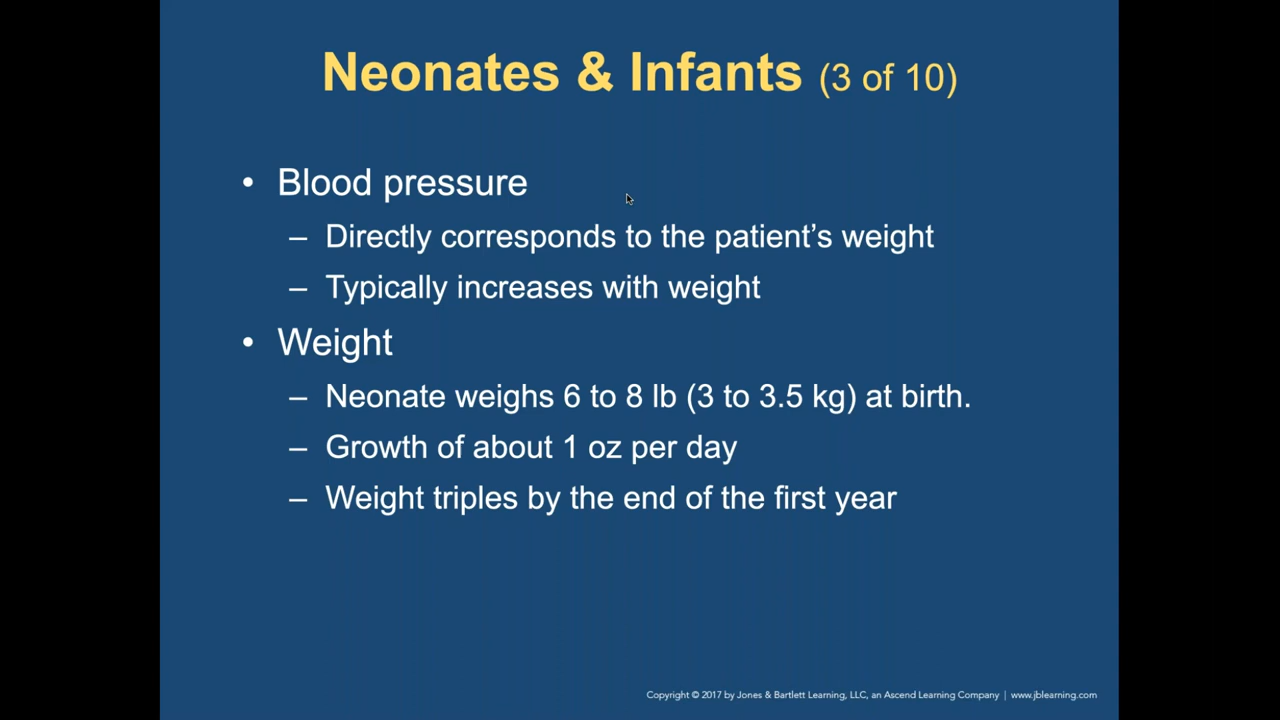 Neonates & Infants (3 of 10)
• Blood pressure
– Directly corresponds to the patient’s weight
– Typically increases with weight
• Weight
– Neonate weighs 6 to 8 lb (3 to 3.5 kg) at birth.
– Growth of about 1 oz per day
– Weight triples by the end of the first year
Copyright © 2017 by Jones & Bartlett Learning, LLC, an Ascend Learning Company | www.jblearning.com